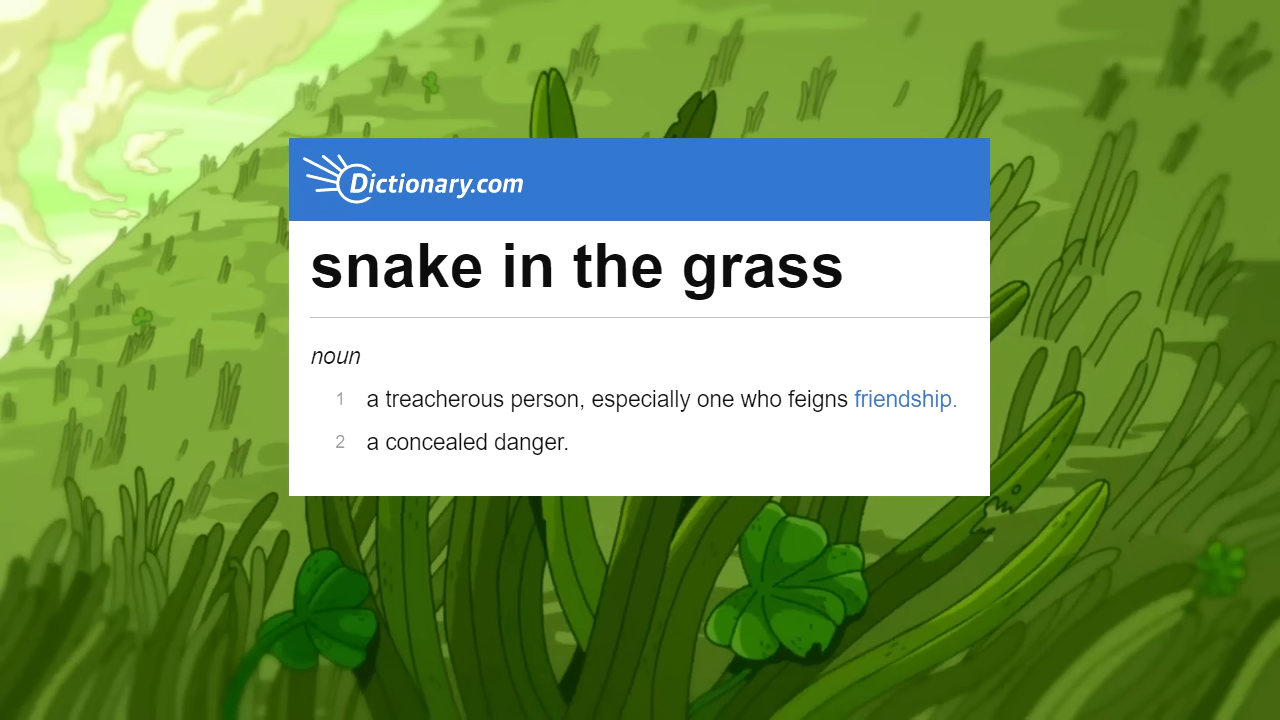 Dictionary.com
snake in the grass
noun
1 a treacherous person, especially one who feigns friendship.
2 a concealed danger.